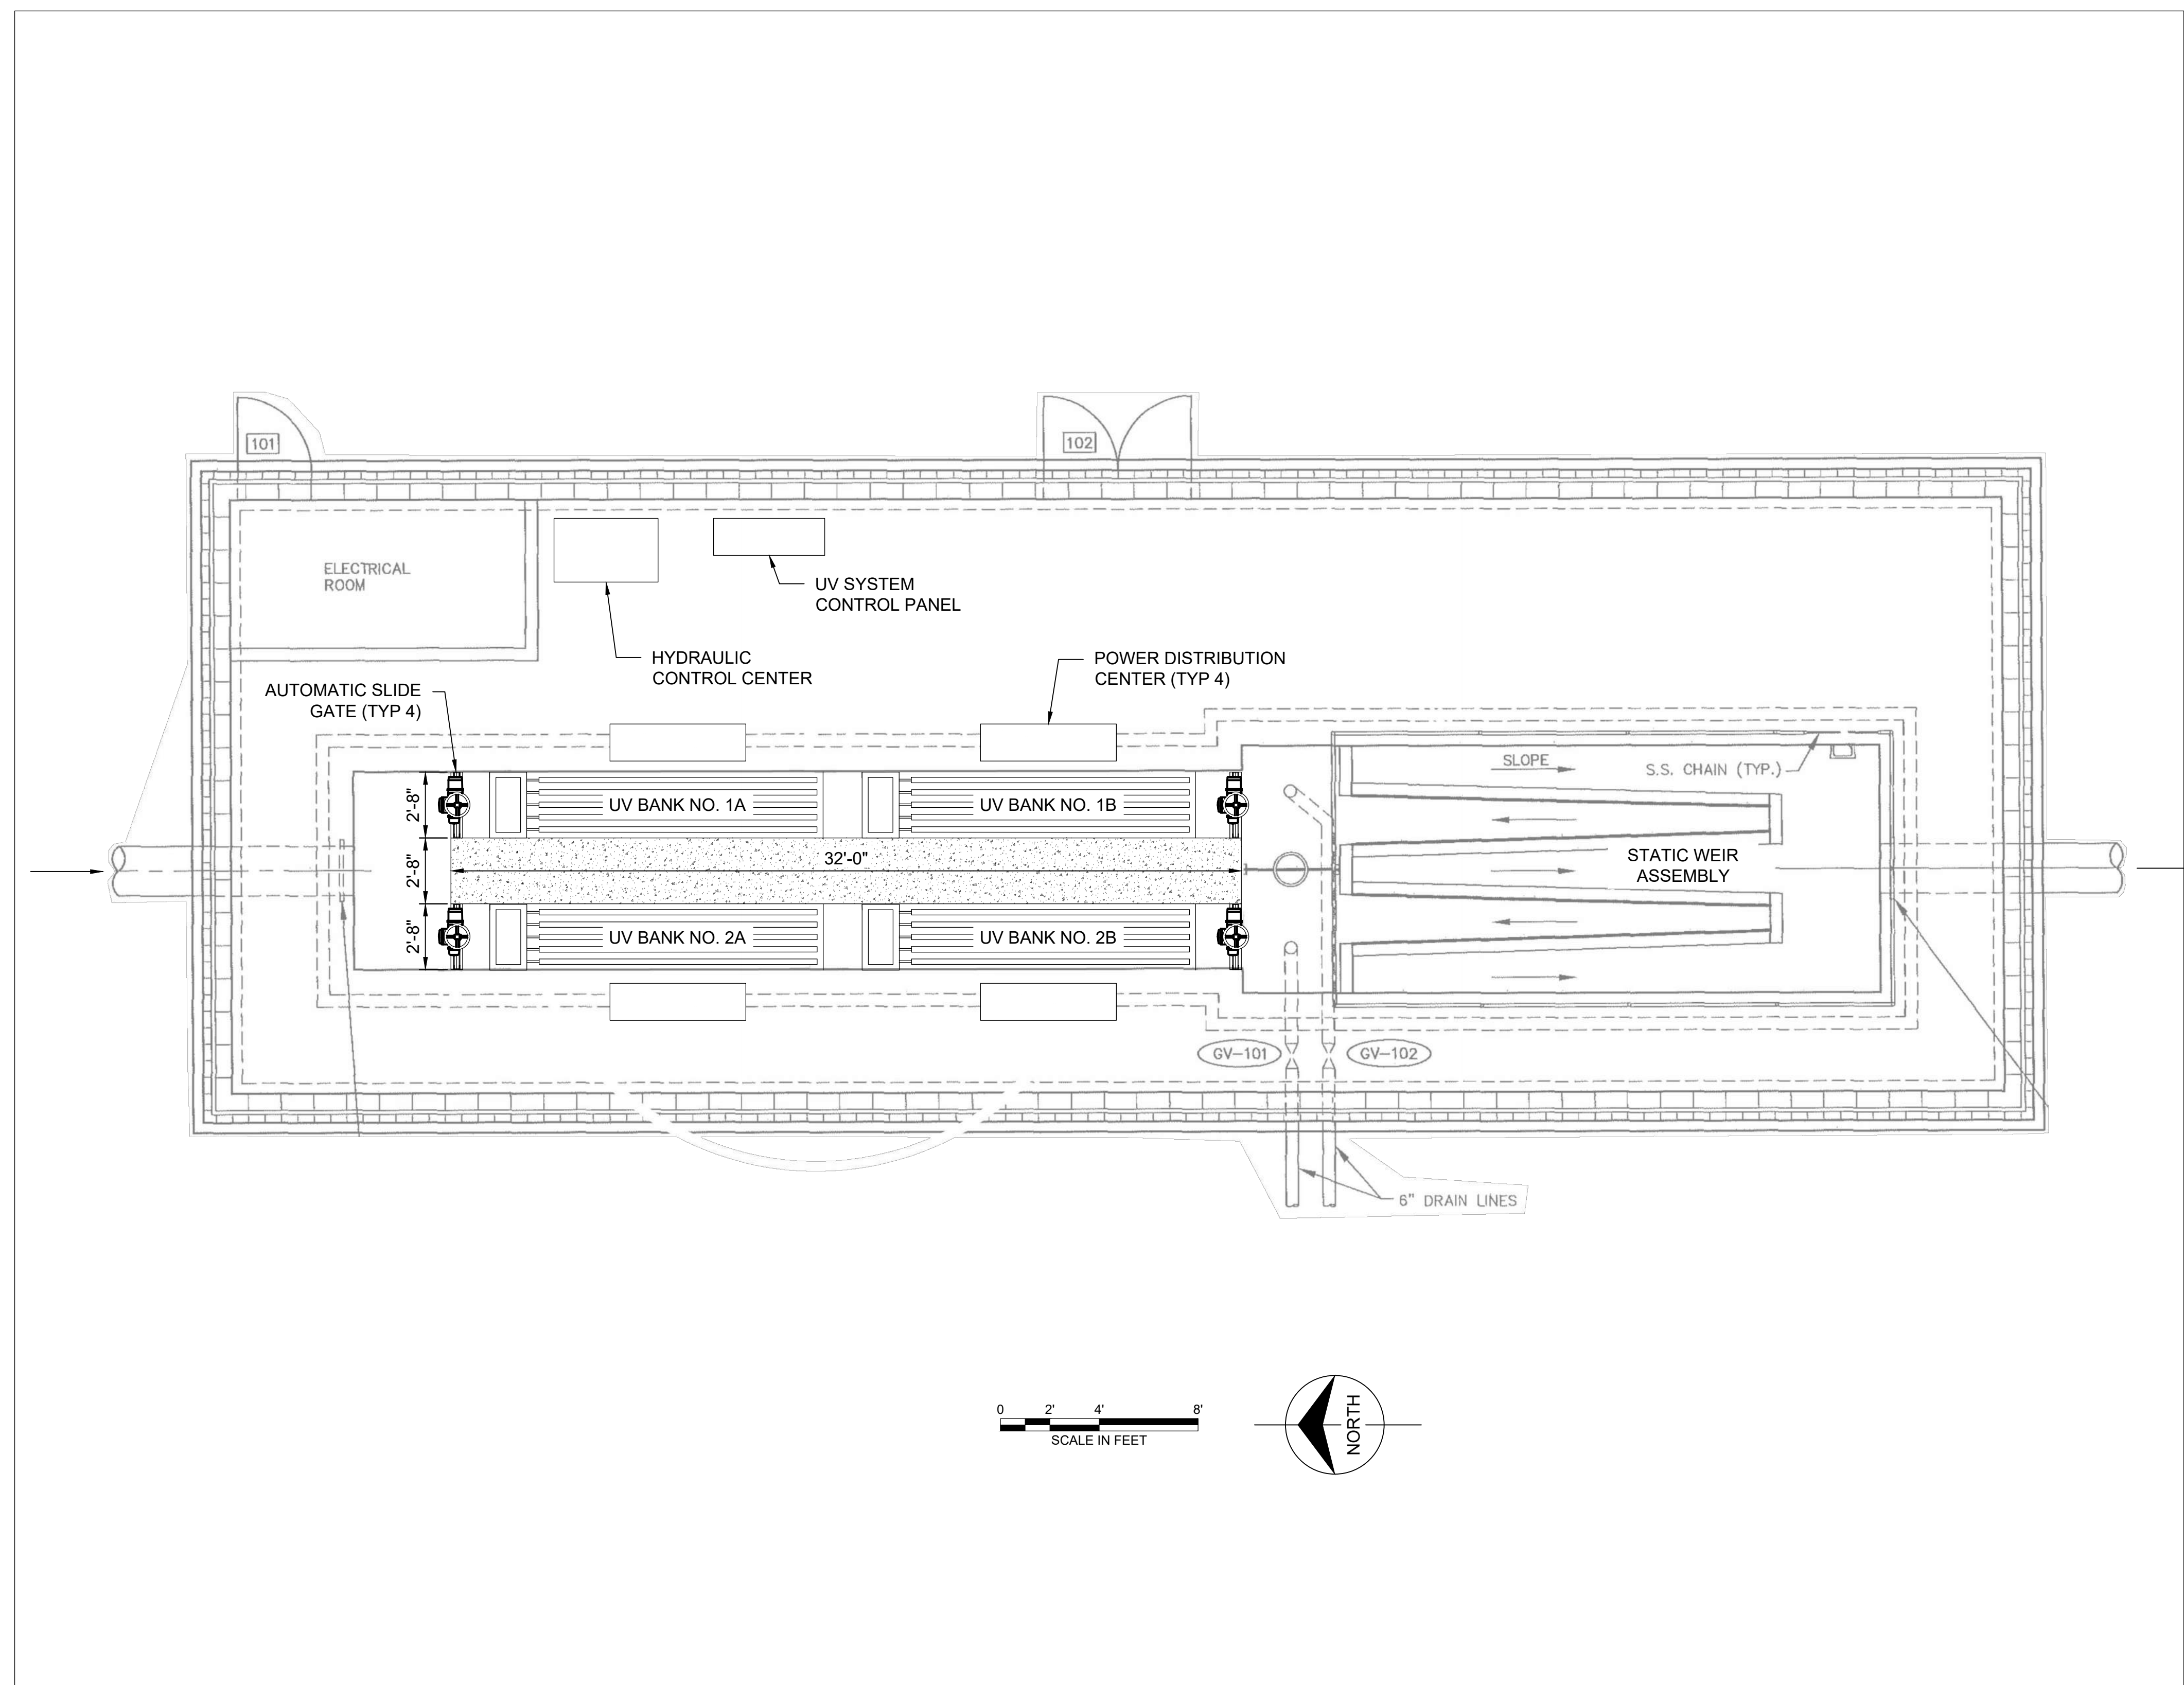 101
102
ELECTRICAL
ROOM
UV SYSTEM
CONTROL PANEL
HYDRAULIC
CONTROL CENTER
POWER DISTRIBUTION
CENTER (TYP 4)
AUTOMATIC SLIDE
GATE (TYP 4)
SLOPE
S.S. CHAIN (TYP.)
2'-8"
UV BANK NO. 1A
UV BANK NO. 1B
2'-8"
32'-0"
STATIC WEIR
ASSEMBLY
2'-8"
UV BANK NO. 2A
UV BANK NO. 2B
GV-101
GV-102
6" DRAIN LINES
0 2' 4' 8'
SCALE IN FEET
NORTH